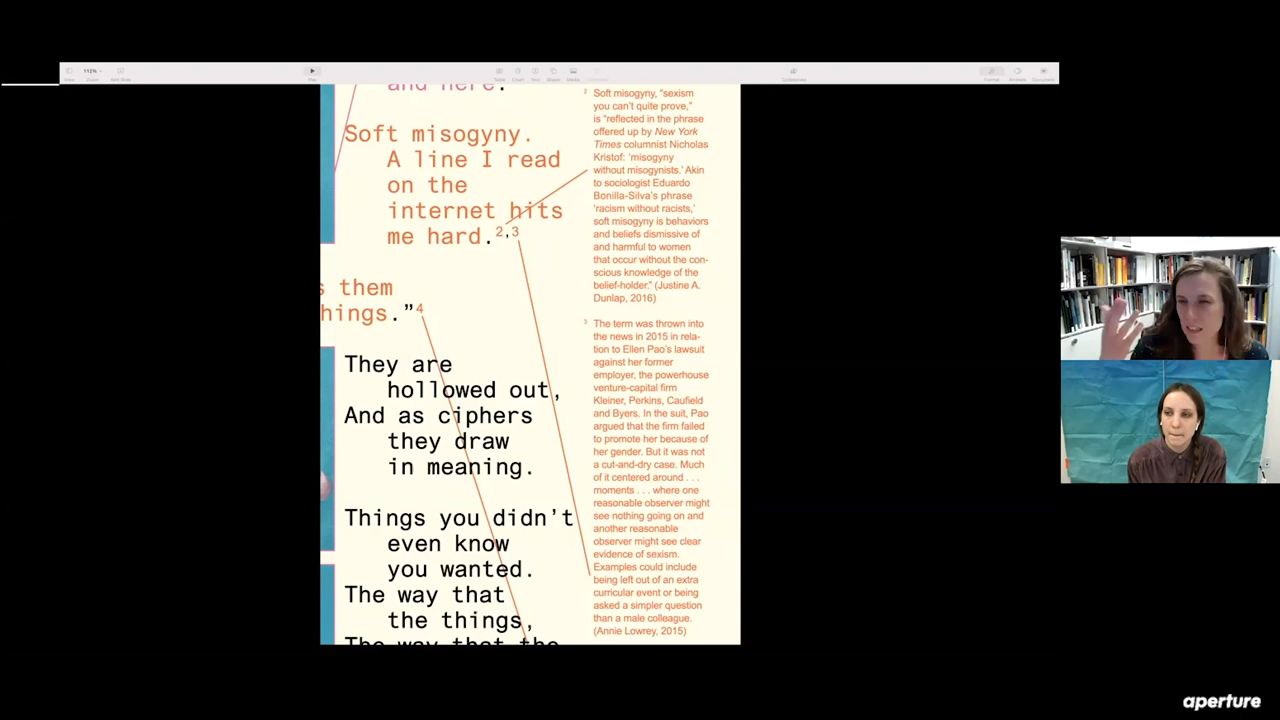 112%
and here.
Soft misogyny.
A line I read
on the
internet hits
me hard.2,3
s them
hings.”4
They are
hollowed out,
And as ciphers
they draw
in meaning.
Things you didn’t
even know
you wanted.
The way that
the things,
The way that the
2 Soft misogyny, “sexism
you can’t quite prove,”
is “reflected in the phrase
offered up by New York
Times columnist Nicholas
Kristof: ‘misogyny
without misogynists.’ Akin
to sociologist Eduardo
Bonilla-Silva’s phrase
‘racism without racists,’
soft misogyny is behaviors
and beliefs dismissive of
and harmful to women
that occur without the con-
scious knowledge of the
belief-holder.” (Justine A.
Dunlap, 2016)
3 The term was thrown into
the news in 2015 in rela-
tion to Ellen Pao’s lawsuit
against her former
employer, the powerhouse
venture-capital firm
Kleiner, Perkins, Caufield
and Byers. In the suit, Pao
argued that the firm failed
to promote her because of
her gender. But it was not
a cut-and-dry case. Much
of it centered around . . .
moments . . . where one
reasonable observer might
see nothing going on and
another reasonable
observer might see clear
evidence of sexism.
Examples could include
being left out of an extra
curricular event or being
asked a simpler question
than a male colleague.
(Annie Lowrey, 2015)
aperture